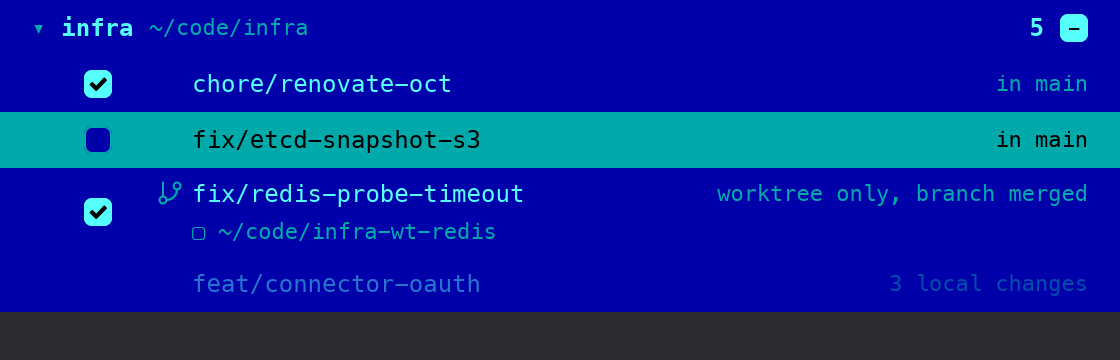 infra ~/code/infra 5
chore/renovate-oct in main
fix/etcd-snapshot-s3 in main
fix/redis-probe-timeout worktree only, branch merged
~/code/infra-wt-redis
feat/connector-oauth 3 local changes